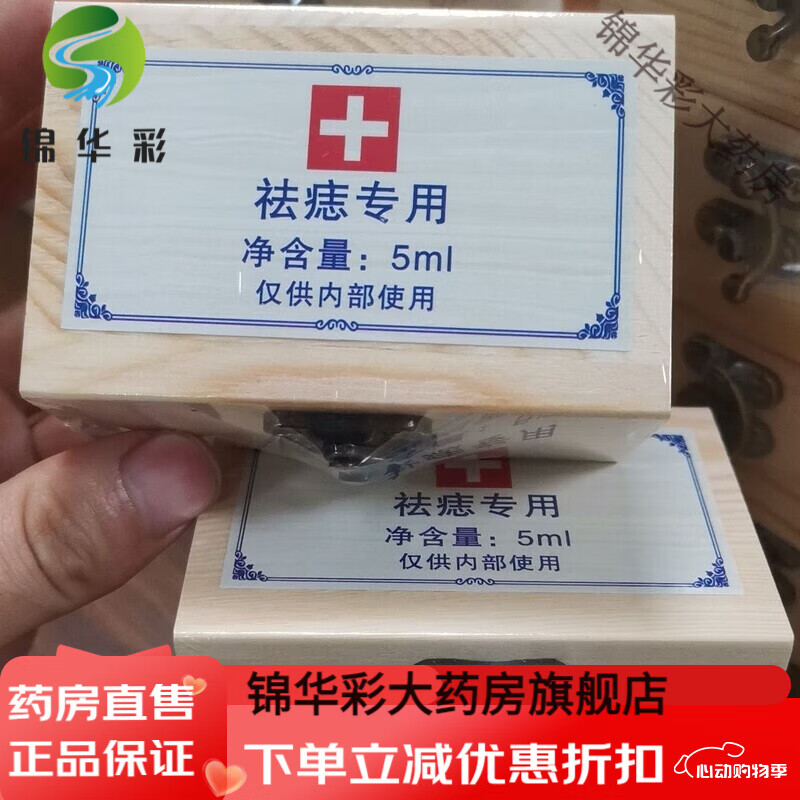 锦华彩
锦华彩大药房
祛痣专用
净含量：5ml
仅供内部使用
祛痣专用
净含量：5ml
仅供内部使用
药房直售
正品保证
锦华彩大药房旗舰店
下单立减优惠折扣
心动购物季